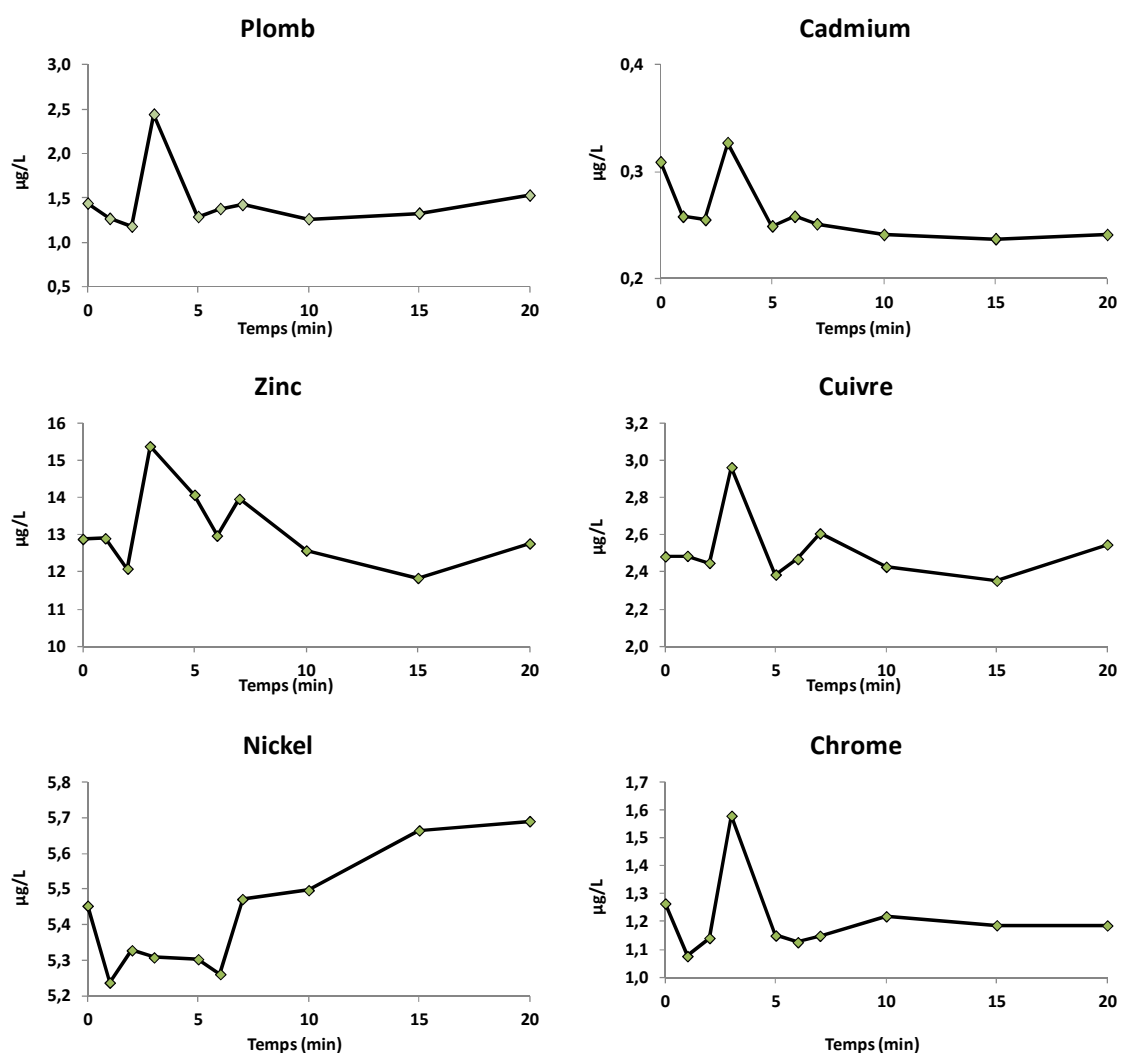 Plomb
3,0
2,5
2,0
1,5
1,0
0,5
µg/L
0 5 10 15 20
Temps (min)
Cadmium
0,4
0,3
0,2
µg/L
0 5 10 15 20
Temps (min)
Zinc
16
15
14
13
12
11
10
µg/L
0 5 10 15 20
Temps (min)
Cuivre
3,2
3,0
2,8
2,6
2,4
2,2
2,0
µg/L
0 5 10 15 20
Temps (min)
Nickel
5,8
5,7
5,6
5,5
5,4
5,3
5,2
µg/L
0 5 10 15 20
Temps (min)
Chrome
1,7
1,6
1,5
1,4
1,3
1,2
1,1
1,0
µg/L
0 5 10 15 20
Temps (min)